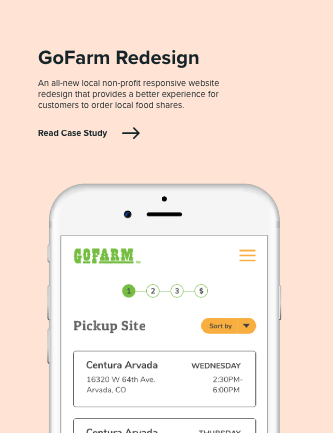 GoFarm Redesign
An all-new local non-profit responsive website
redesign that provides a better experience for
customers to order local food shares.
Read Case Study
GOFARM
1 2 3 $
Pickup Site
Sort by
Centura Arvada WEDNESDAY
16320 W 64th Ave. 2:30PM-
Arvada, CO 6:00PM
Centura Arvada THURSDAY